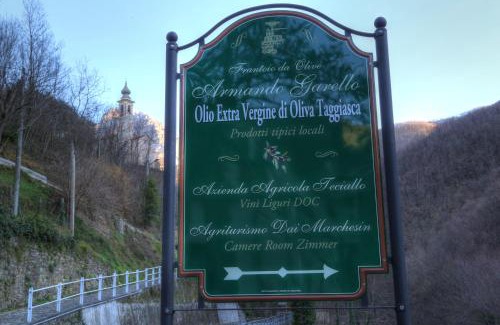 Frantoio da Olive
Armando Garello
Olio Extra Vergine di Oliva Taggiasca
Prodotti tipici locali
Azienda Agricola Teciallo
Vini Liguri DOC
Agriturismo Dai Marchesin
Camere Room Zimmer